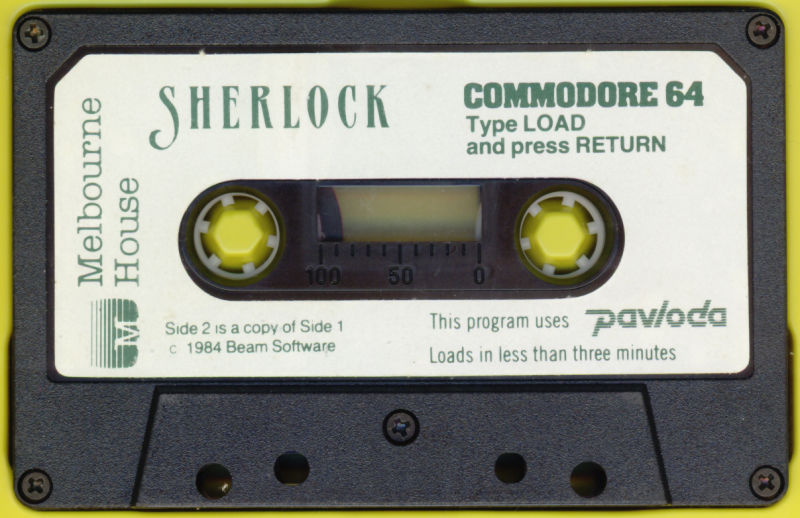 Melbourne
House
M
SHERLOCK
COMMODORE 64
Type LOAD
and press RETURN
100 50 0
Side 2 is a copy of Side 1
c 1984 Beam Software
This program uses pavloda
Loads in less than three minutes